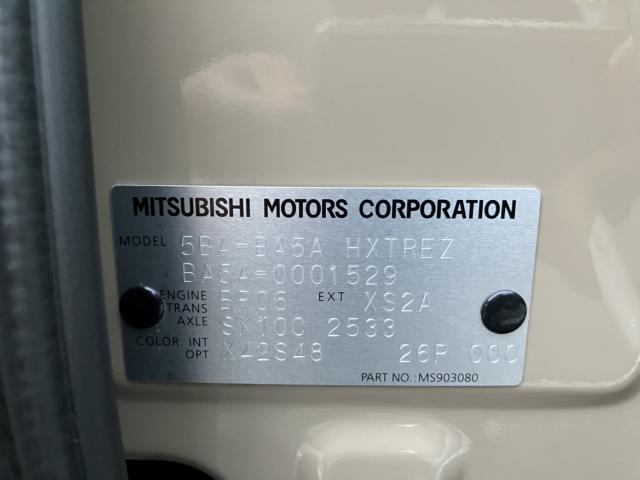 MITSUBISHI MOTORS CORPORATION
MODEL 5BA-BA5A HXTREZ
BA5A-0001529
ENGINE BR06 EXT XS2A
TRANS
AXLE SK10C 2533
COLOR. INT X42S48 26P 000
OPT
PART NO.: MS903080